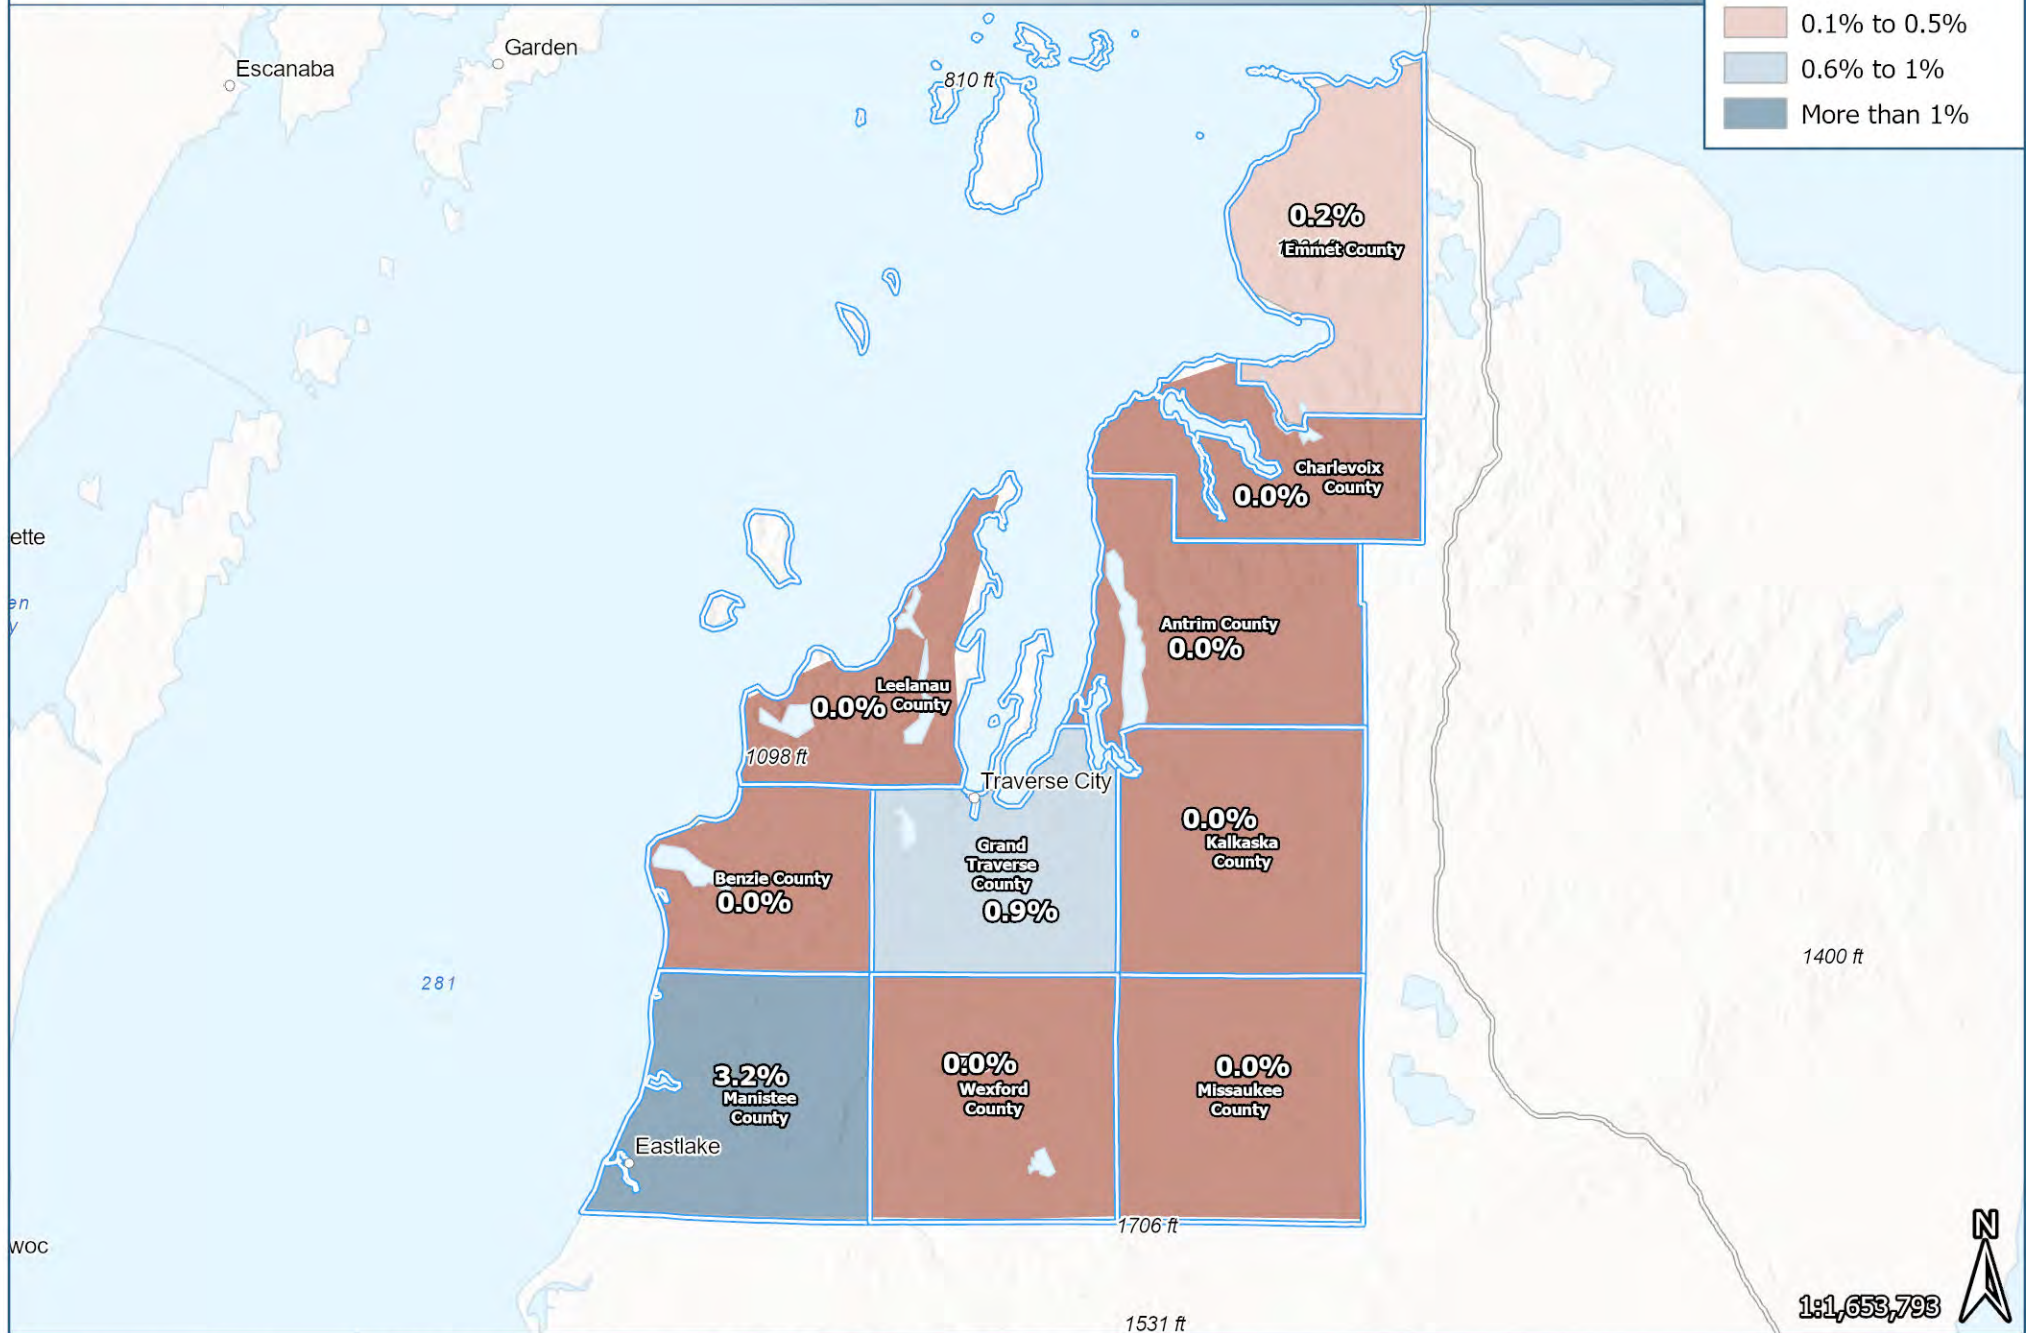 0.1% to 0.5%
0.6% to 1%
More than 1%
Garden
Escanaba
810 ft
0.2%
Emmet County
Charlevoix
County
0.0%
ette
en
y
Antrim County
0.0%
Leelanau
County
0.0%
1098 ft
Traverse City
0.0%
Kalkaska
County
Grand
Traverse
County
0.9%
Benzie County
0.0%
1400 ft
281
3.2%
Manistee
County
0.0%
Wexford
County
0.0%
Missaukee
County
Eastlake
1706 ft
woc
N
1:1,653,793
1531 ft